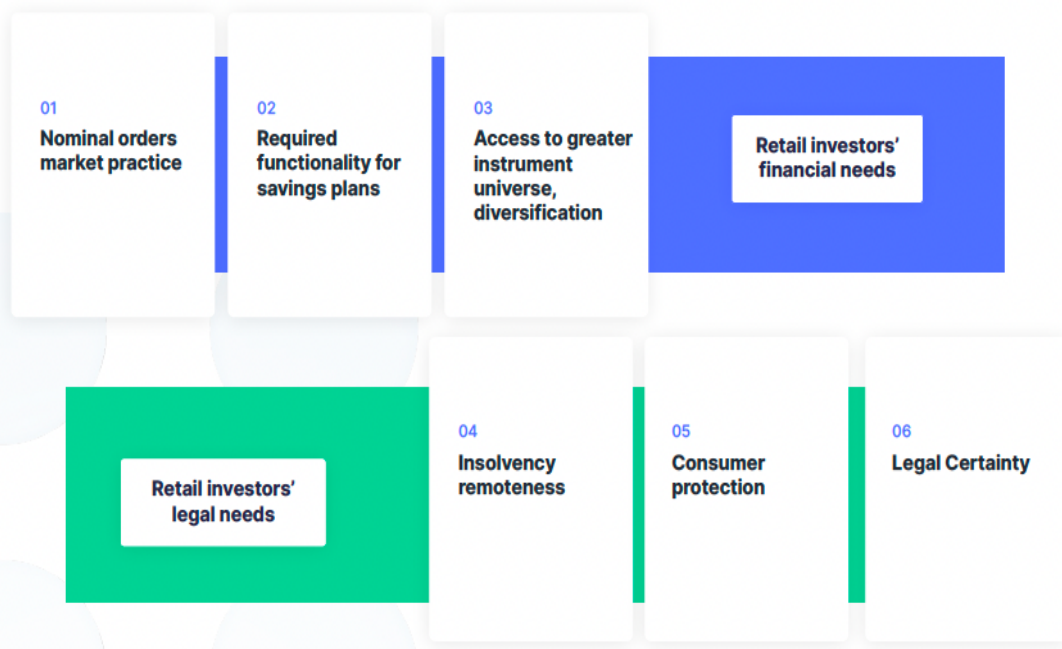 01
Nominal orders
market practice
02
Required
functionality for
savings plans
03
Access to greater
instrument
universe,
diversification
Retail investors’
financial needs
Retail investors’
legal needs
04
Insolvency
remoteness
05
Consumer
protection
06
Legal Certainty